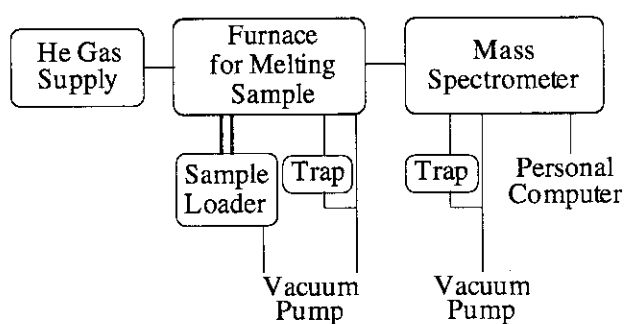 He Gas
Supply
Furnace
for Melting
Sample
Mass
Spectrometer
Sample
Loader
Trap
Trap
Personal
Computer
Vacuum
Pump
Vacuum
Pump